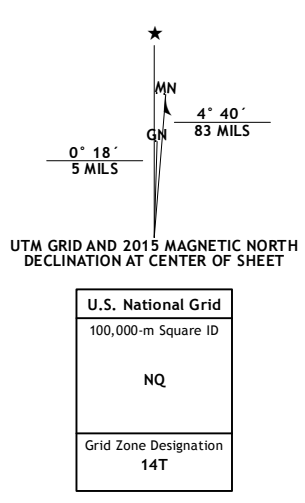 MN
4° 40´
83 MILS
GN
0° 18´
5 MILS
UTM GRID AND 2015 MAGNETIC NORTH
DECLINATION AT CENTER OF SHEET
U.S. National Grid
100,000-m Square ID
NQ
Grid Zone Designation
14T